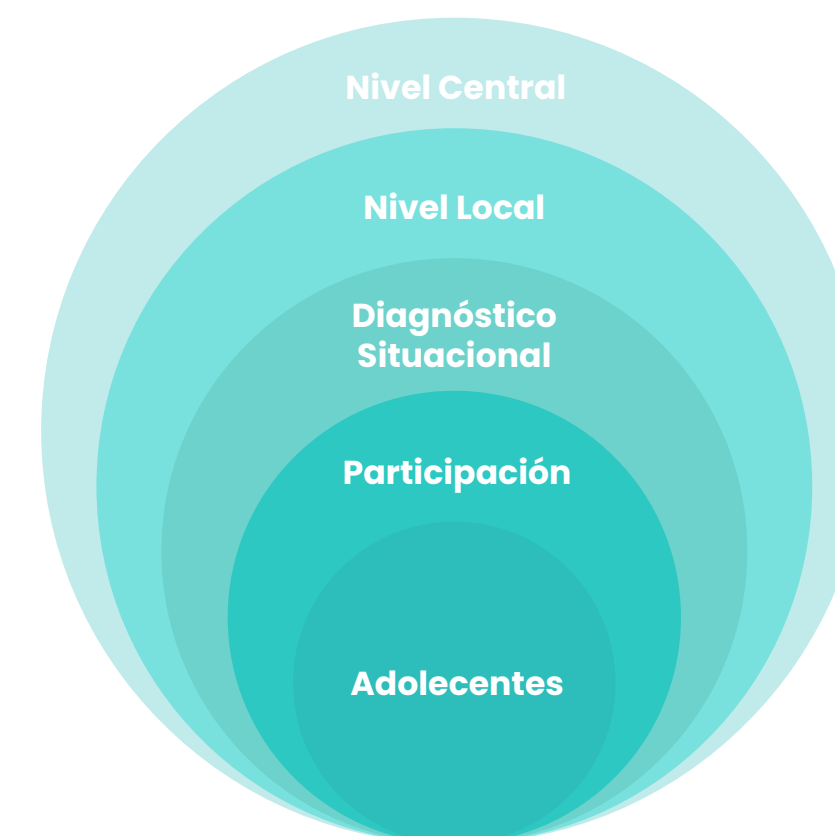 Nivel Central
Nivel Local
Diagnóstico
Situacional
Participación
Adolecentes